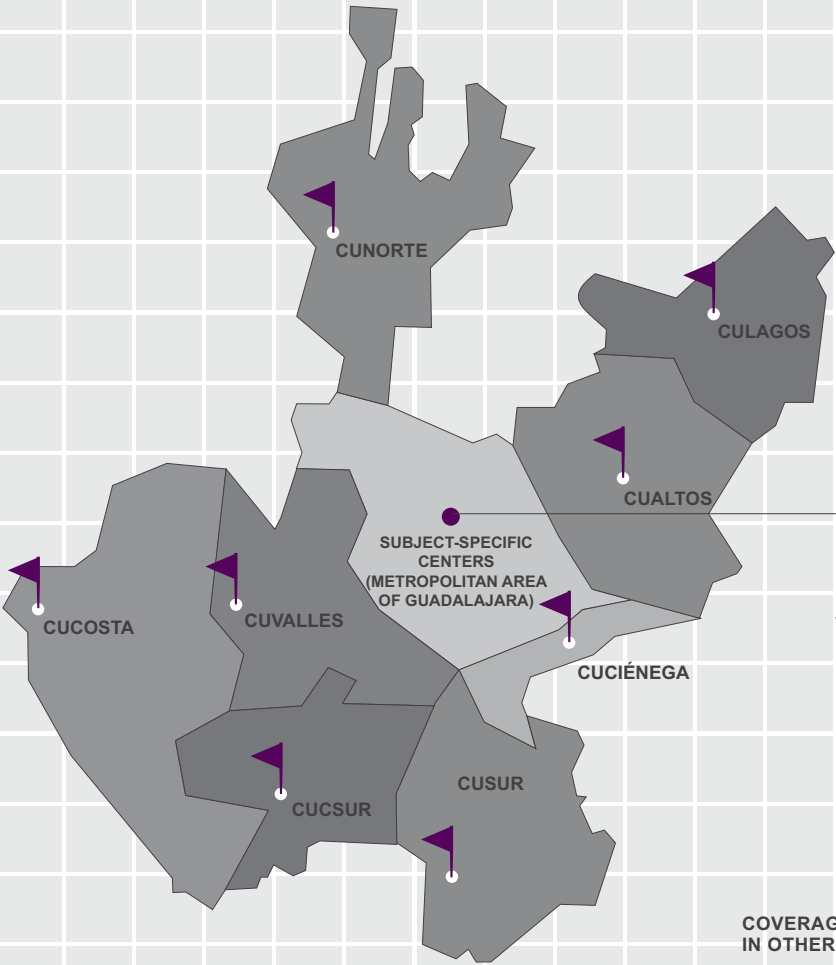 CUNORTE
CULAGOS
CUALTOS
SUBJECT-SPECIFIC
CENTERS
(METROPOLITAN AREA
OF GUADALAJARA)
CUCOSTA
CUVALLES
CUCIÉNEGA
CUSUR
CUCSUR
COVERAG
IN OTHER